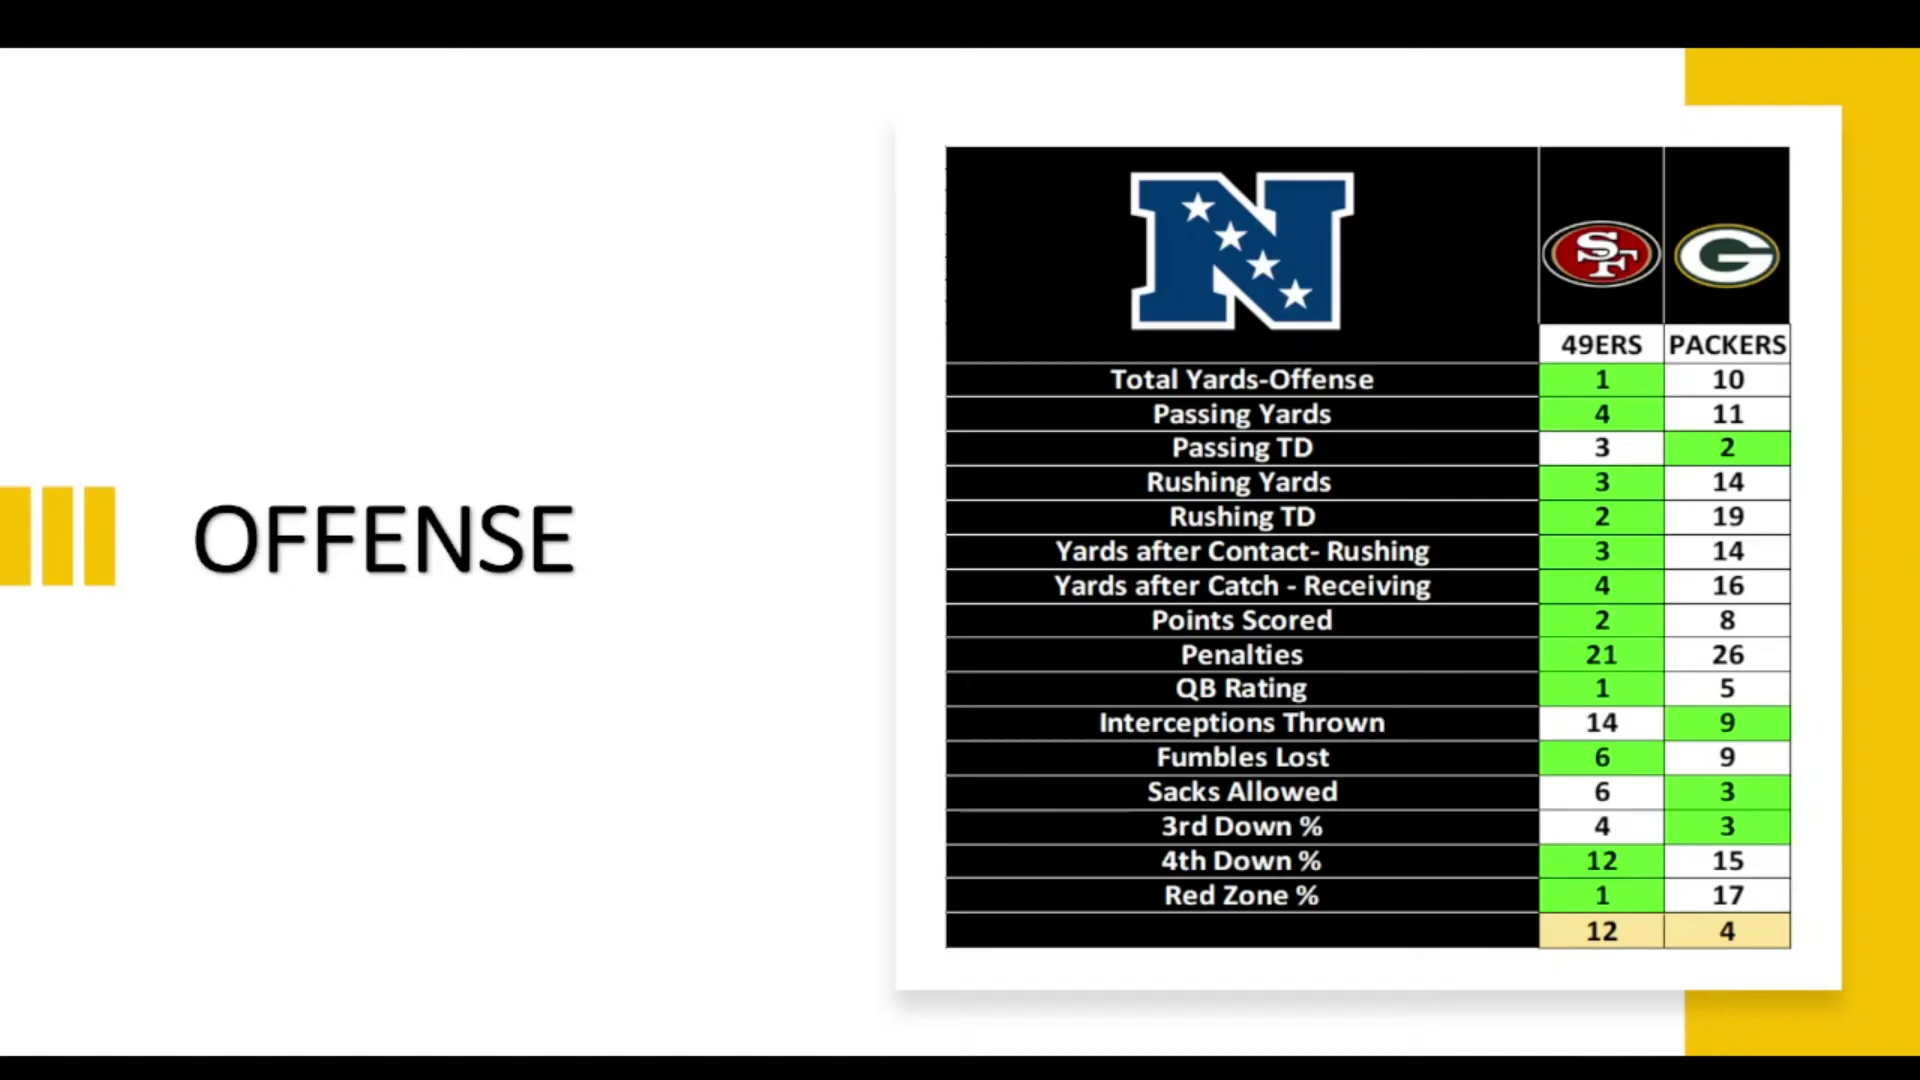 OFFENSE
SF G
49ERS PACKERS
Total Yards-Offense 1 10
Passing Yards 4 11
Passing TD 3 2
Rushing Yards 3 14
Rushing TD 2 19
Yards after Contact- Rushing 3 14
Yards after Catch - Receiving 4 16
Points Scored 2 8
Penalties 21 26
QB Rating 1 5
Interceptions Thrown 14 9
Fumbles Lost 6 9
Sacks Allowed 6 3
3rd Down % 4 3
4th Down % 12 15
Red Zone % 1 17
12 4